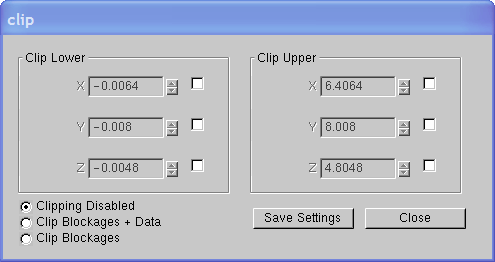 clip
Clip Lower
X -0.0064
Y -0.008
Z -0.0048
Clip Upper
X 6.4064
Y 8.008
Z 4.8048
Clipping Disabled
Clip Blockages + Data
Clip Blockages
Save Settings
Close